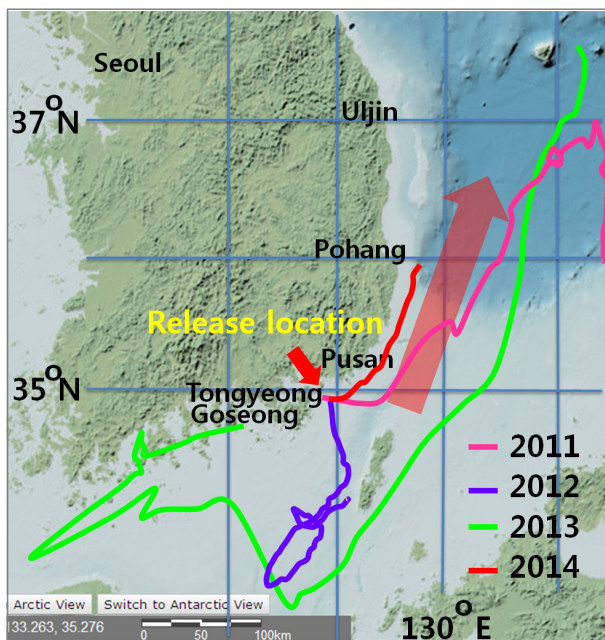 Seoul
Uljin
37°N
Pohang
Release location
Pusan
35°N
Tongyeong
Goseong
2011
2012
2013
2014
Arctic View
Switch to Antarctic View
133.263, 35.276
0 50 100km
130°E